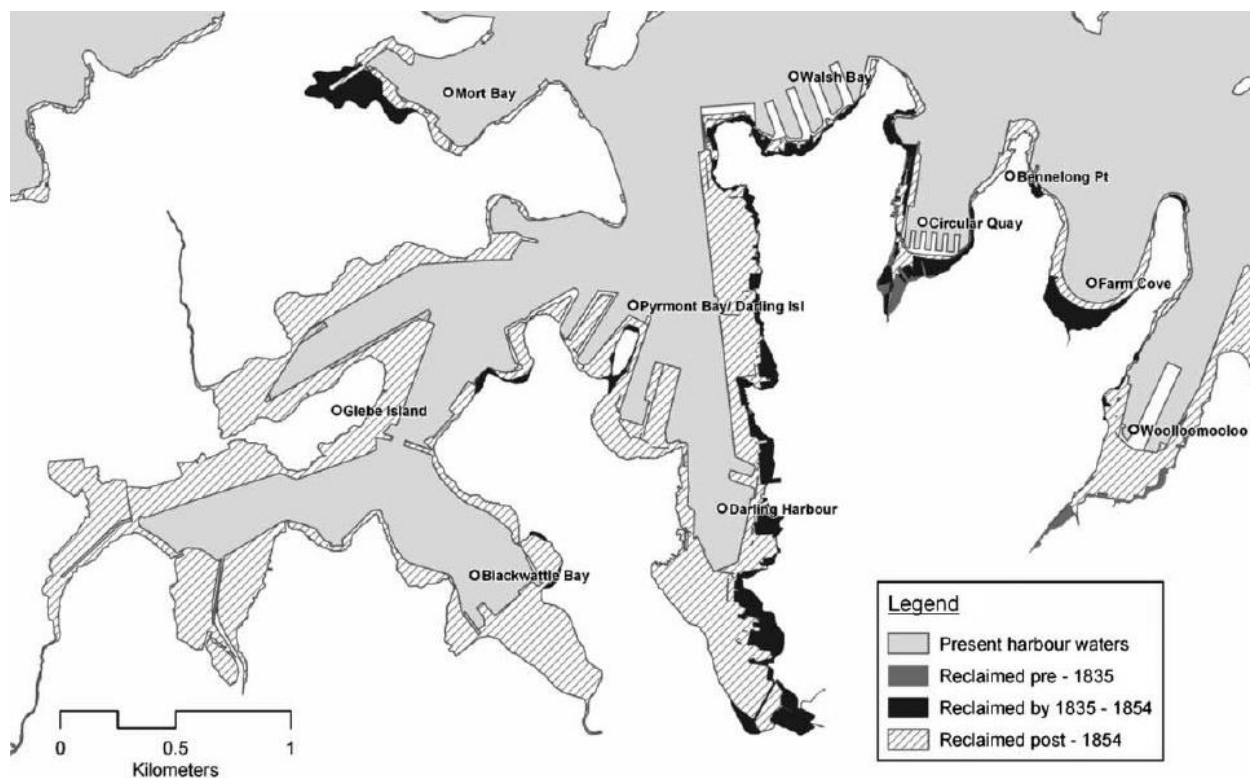 Mort Bay
Walsh Bay
Bennelong Pt
Circular Quay
Farm Cove
Pyrmont Bay/ Darling Isl
Glebe Island
Woolloomooloo
Darling Harbour
Blackwattle Bay
Legend
Present harbour waters
Reclaimed pre - 1835
Reclaimed by 1835 - 1854
Reclaimed post - 1854
0 0.5 1
Kilometers